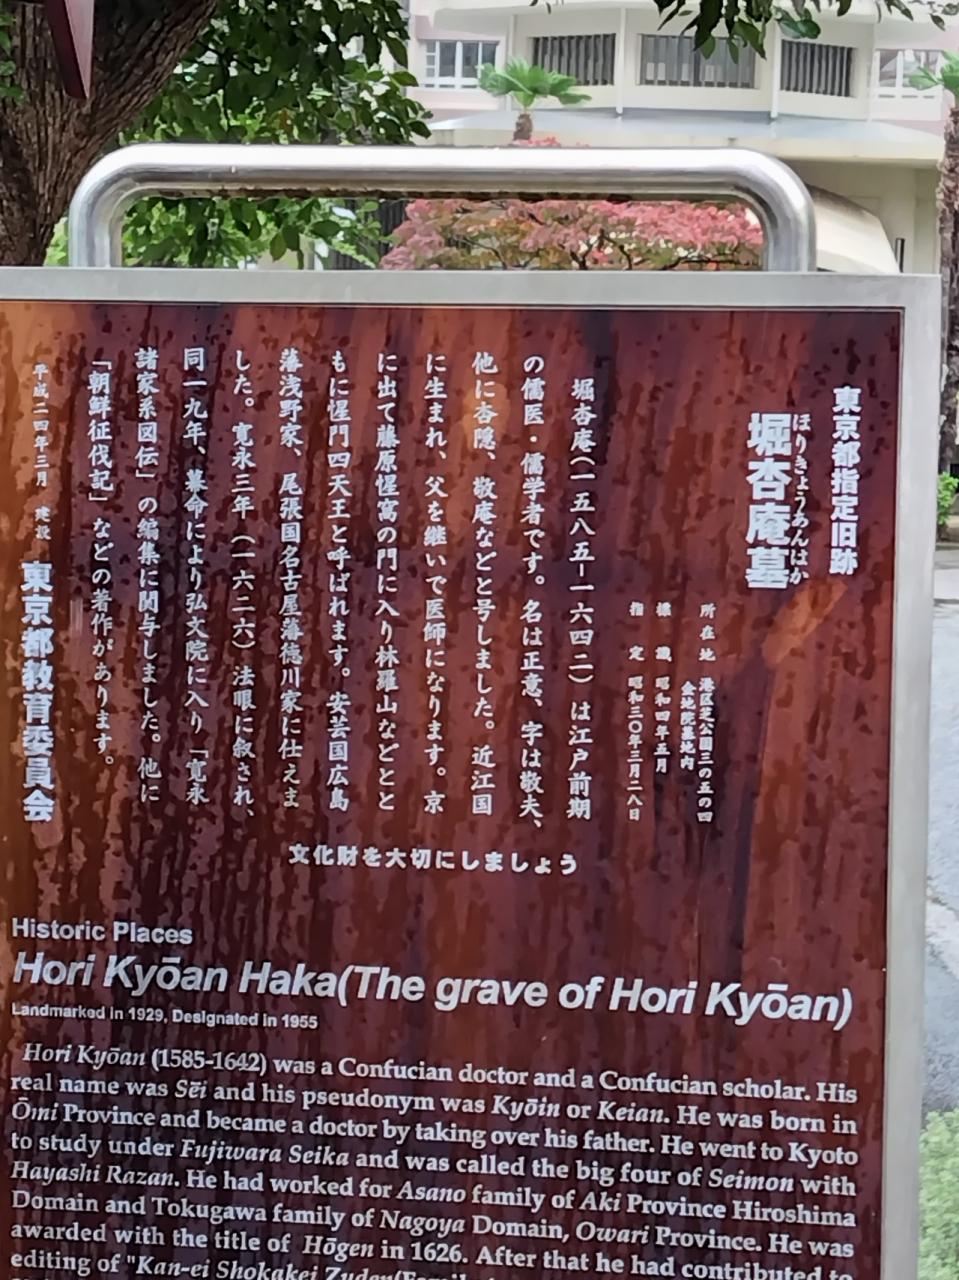 東京都指定旧跡
堀杏庵墓
ほりきょうあんはか
所在地 港区芝公園三の五の四
金地院墓地内
標識 昭和四年五月
指定 昭和三〇年三月二八日
堀杏庵(一五八五―一六四二)は江戸前期
の儒医・儒学者です。名は正意、字は敬夫、
他に杏隠、敬庵などと号しました。近江国
に生まれ、父を継いで医師になります。京
に出て藤原惺窩の門に入り林羅山などとと
もに惺門四天王と呼ばれます。安芸国広島
藩浅野家、尾張国名古屋藩徳川家に仕えま
した。寛永三年(一六二六)法眼に叙され、
同一九年、幕命により弘文院に入り「寛永
諸家系図伝」の編集に関与しました。他に
「朝鮮征伐記」などの著作があります。
平成二四年三月 建設
東京都教育委員会
文化財を大切にしましょう
Historic Places
Hori Kyōan Haka(The grave of Hori Kyōan)
Landmarked in 1929, Designated in 1955
Hori Kyōan (1585-1642) was a Confucian doctor and a Confucian scholar. His
real name was Sēi and his pseudonym was Kyōin or Keian. He was born in
Ōmi Province and became a doctor by taking over his father. He went to Kyoto
to study under Fujiwara Seika and was called the big four of Seimon with
Hayashi Razan. He had worked for Asano family of Aki Province Hiroshima
Domain and Tokugawa family of Nagoya Domain, Owari Province. He was
awarded with the title of Hōgen in 1626. After that he had contributed to
editing of "Kan-ei Shokakei Zuden(